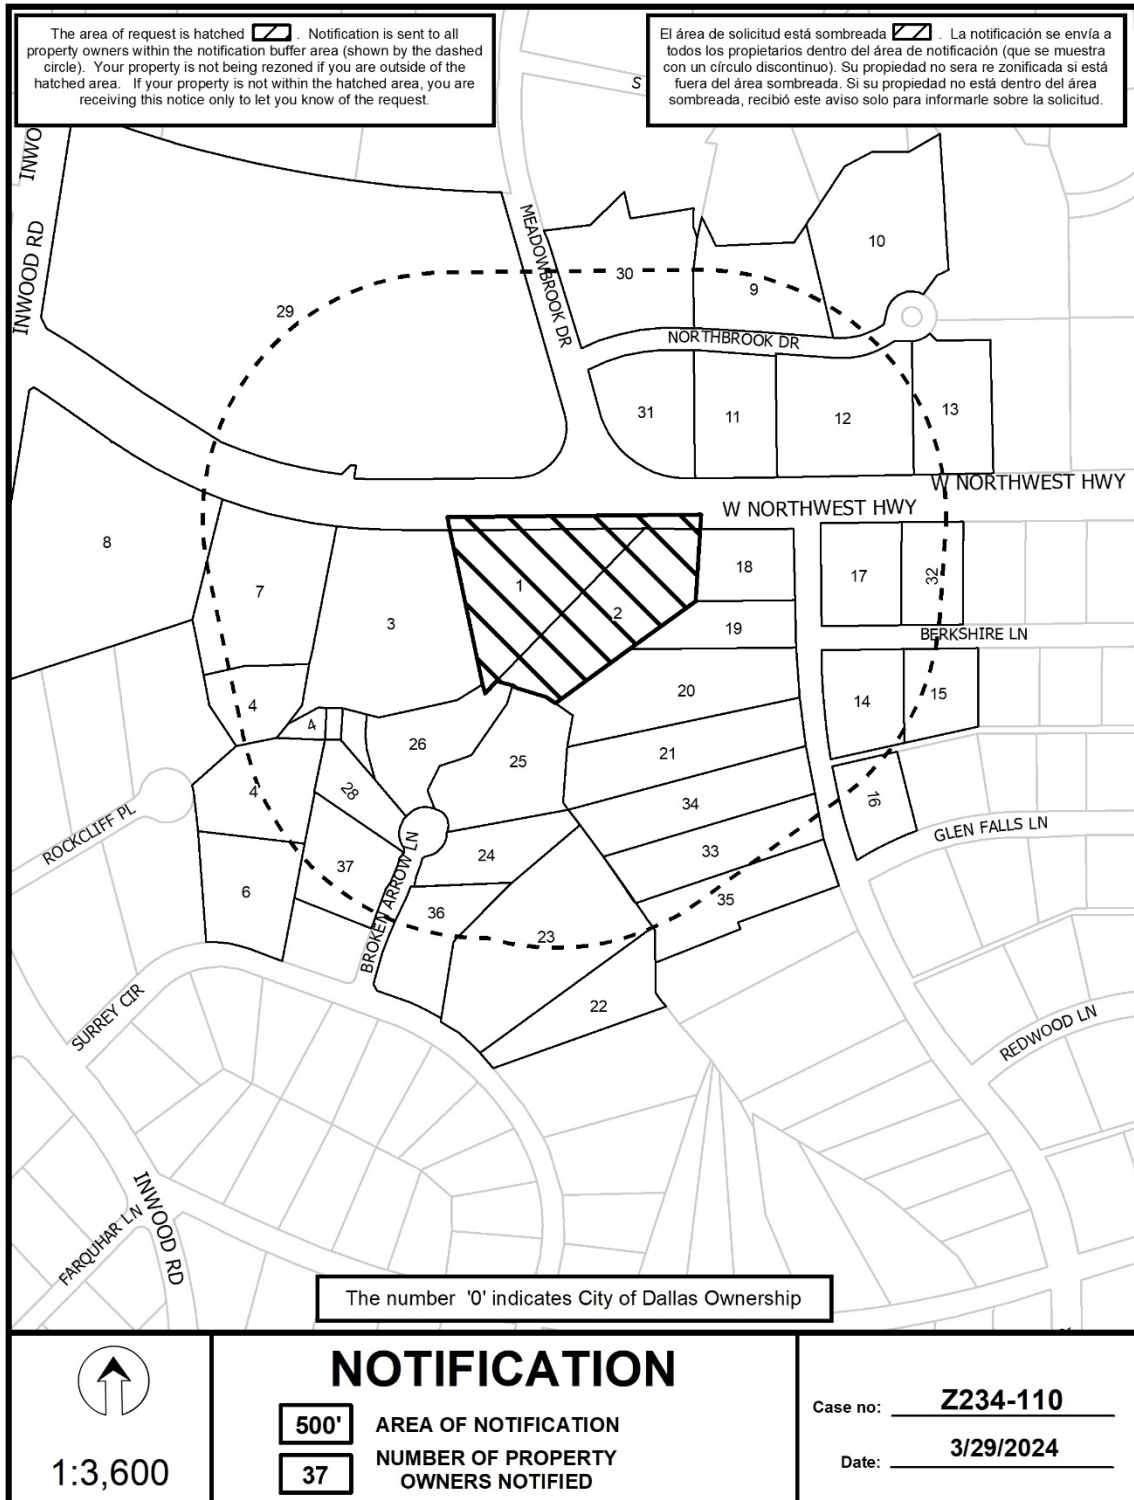 The area of request is hatched . Notification is sent to all
property owners within the notification buffer area (shown by the dashed
circle). Your property is not being rezoned if you are outside of the
hatched area. If your property is not within the hatched area, you are
receiving this notice only to let you know of the request.
El área de solicitud está sombreada . La notificación se envía a
todos los propietarios dentro del área de notificación (que se muestra
con un círculo discontinuo). Su propiedad no sera re zonificada si está
fuera del área sombreada. Si su propiedad no está dentro del área
sombreada, recibió este aviso solo para informarle sobre la solicitud.
S
INWO
INWOOD RD
MEADOWBROOK DR
10
30
9
29
NORTHBROOK DR
31
11
12
13
W NORTHWEST HWY
W NORTHWEST HWY
8
7
3
1
2
18
17
32
19
BERKSHIRE LN
4
20
14
15
4
26
25
21
4
28
34
16
ROCKCLIFF PL
GLEN FALLS LN
6
37
24
33
BROKEN ARROW LN
36
35
23
22
SURREY CIR
REDWOOD LN
INWOOD RD
FARQUHAR LN
The number '0' indicates City of Dallas Ownership
1:3,600
NOTIFICATION
500' AREA OF NOTIFICATION
37 NUMBER OF PROPERTY
OWNERS NOTIFIED
Case no: Z234-110
Date: 3/29/2024